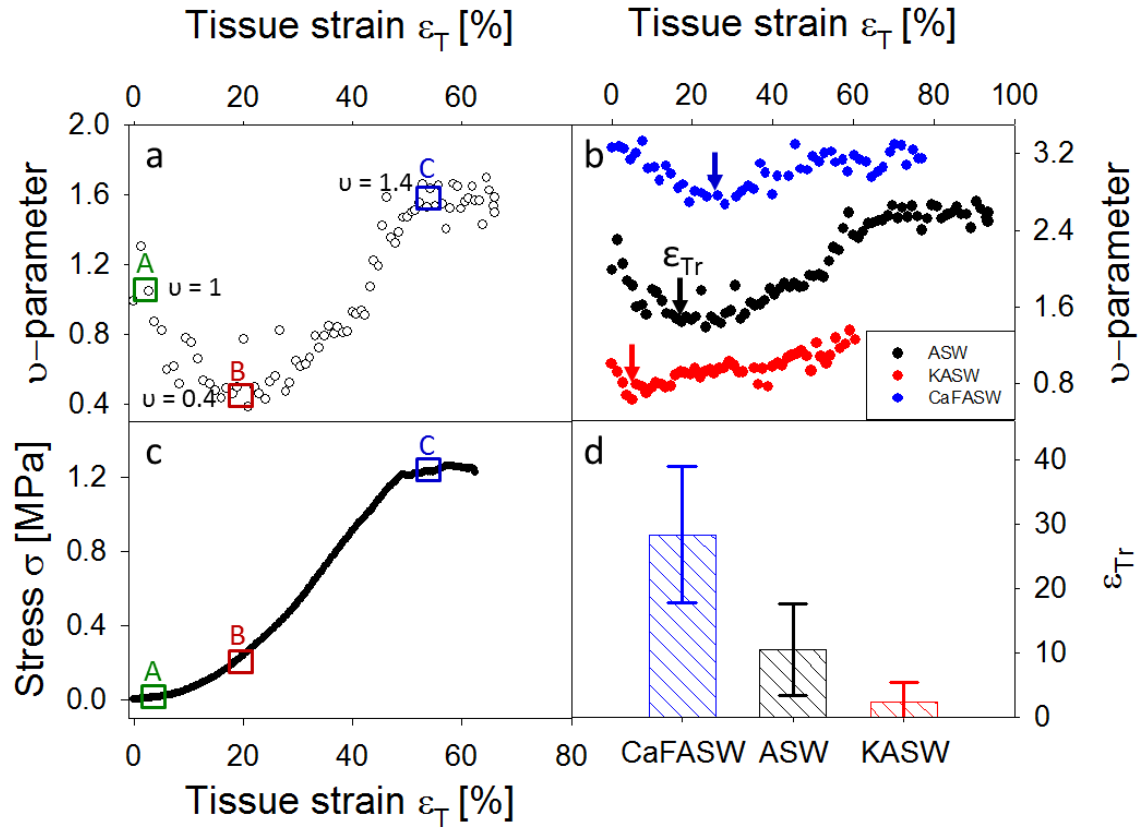 Tissue strain εT [%]
Tissue strain εT [%]
0 20 40 60
0 20 40 60 80 100
υ−parameter
2.0
1.6
1.2
0.8
0.4
a
A
υ = 1
B
υ = 0.4
C
υ = 1.4
b
εTr
ASW
KASW
CaFASW
3.2
2.4
1.6
0.8
υ−parameter
Stress σ [MPa]
1.2
0.8
0.4
0.0
c
A
B
C
d
40
30
20
10
0
εTr
0 20 40 60 80
CaFASW ASW KASW
Tissue strain εT [%]